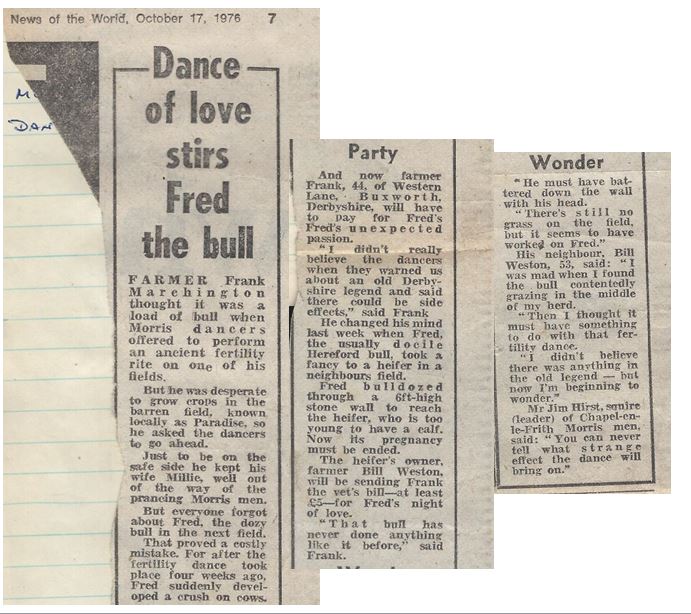 News of the World, October 17, 1976    7
M
DAN
Dance
of love
stirs
Fred
the bull
FARMER Frank
Marchington
thought it was a
load of bull when
Morris dancers
offered to perform
an ancient fertility
rite on one of his
fields.
But he was desperate
to grow crops in the
barren field, known
locally as Paradise, so
he asked the dancers
to go ahead.
Just to be on the
safe side he kept his
wife Millie, well out
of the way of the
prancing Morris men.
But everyone forgot
about Fred, the dozy
bull in the next field.
That proved a costly
mistake. For after the
fertility dance took
place four weeks ago,
Fred suddenly devel-
oped a crush on cows.
Party
And now farmer
Frank, 44, of Western
Lane, Buxworth,
Derbyshire, will have
to pay for Fred's
Fred's unexpected
passion.
"I didn't really
believe the dancers
when they warned us
about an old Derby-
shire legend and said
there could be side
effects," said Frank
He changed his mind
last week when Fred,
the usually docile
Hereford bull, took a
fancy to a heifer in a
neighbours field.
Fred bulldozed
through a 6ft-high
stone wall to reach
the heifer, who is too
young to have a calf.
Now its pregnancy
must be ended.
The heifer's owner,
farmer Bill Weston,
will be sending Frank
the vet's bill—at least
£5—for Fred's night
of love.
"That bull has
never done anything
like it before," said
Frank.
Wonder
"He must have bat-
tered down the wall
with his head.
"There's still no
grass on the field,
but it seems to have
worked on Fred."
His neighbour, Bill
Weston, 53, said: "I
was mad when I found
the bull contentedly
grazing in the middle
of my herd.
"Then I thought it
must have something
to do with that fer-
tility dance.
"I didn't believe
there was anything in
the old legend — but
now I'm beginning to
wonder."
Mr Jim Hirst, squire
(leader) of Chapel-en-
le-Frith Morris men,
said: "You can never
tell what strange
effect the dance will
bring on."